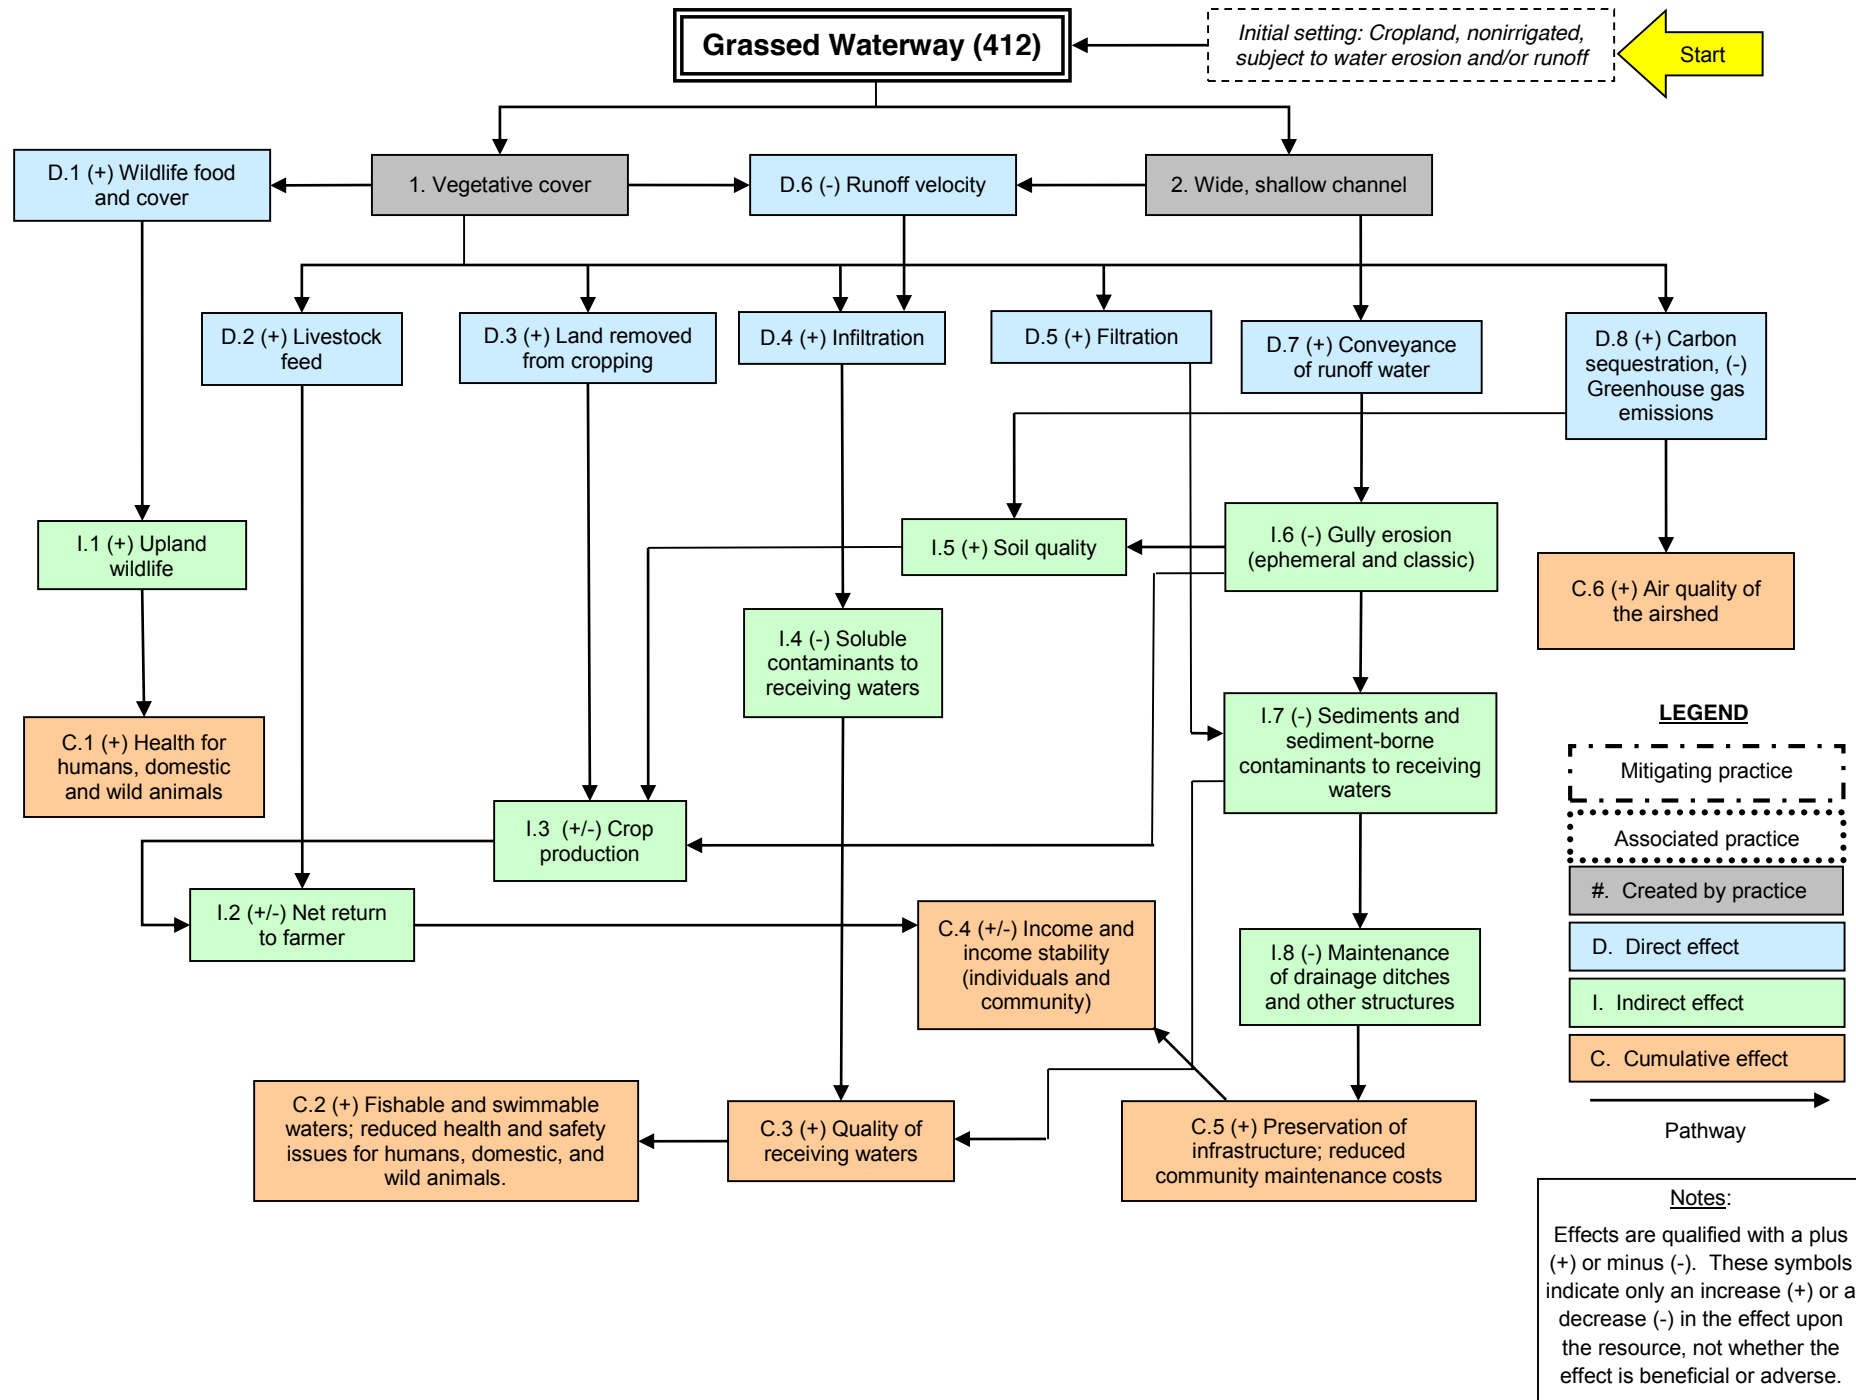 Grassed Waterway (412)
Initial setting: Cropland, nonirrigated,
subject to water erosion and/or runoff
Start
D.1 (+) Wildlife food
and cover
1. Vegetative cover
D.6 (-) Runoff velocity
2. Wide, shallow channel
D.2 (+) Livestock
feed
D.3 (+) Land removed
from cropping
D.4 (+) Infiltration
D.5 (+) Filtration
D.7 (+) Conveyance
of runoff water
D.8 (+) Carbon
sequestration, (-)
Greenhouse gas
emissions
I.1 (+) Upland
wildlife
I.5 (+) Soil quality
I.6 (-) Gully erosion
(ephemeral and classic)
C.6 (+) Air quality of
the airshed
I.4 (-) Soluble
contaminants to
receiving waters
C.1 (+) Health for
humans, domestic
and wild animals
I.7 (-) Sediments and
sediment-borne
contaminants to receiving
waters
I.3  (+/-) Crop
production
I.2 (+/-) Net return
to farmer
C.4 (+/-) Income and
income stability
(individuals and
community)
I.8 (-) Maintenance
of drainage ditches
and other structures
C.2 (+) Fishable and swimmable
waters; reduced health and safety
issues for humans, domestic, and
wild animals.
C.3 (+) Quality of
receiving waters
C.5 (+) Preservation of
infrastructure; reduced
community maintenance costs
LEGEND
Mitigating practice
Associated practice
#.  Created by practice
D.  Direct effect
I.  Indirect effect
C.  Cumulative effect
Pathway
Notes:
Effects are qualified with a plus
(+) or minus (-).  These symbols
indicate only an increase (+) or a
decrease (-) in the effect upon
the resource, not whether the
effect is beneficial or adverse.